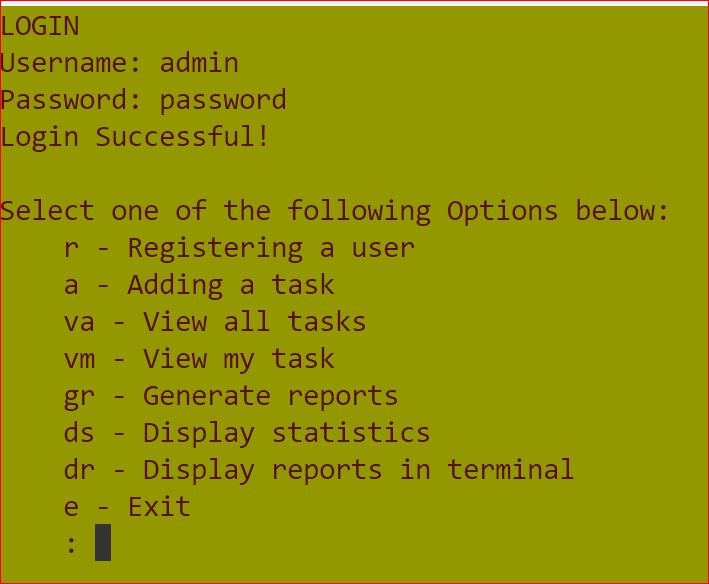 LOGIN
Username: admin
Password: password
Login Successful!
Select one of the following Options below:
r - Registering a user
a - Adding a task
va - View all tasks
vm - View my task
gr - Generate reports
ds - Display statistics
dr - Display reports in terminal
e - Exit
: